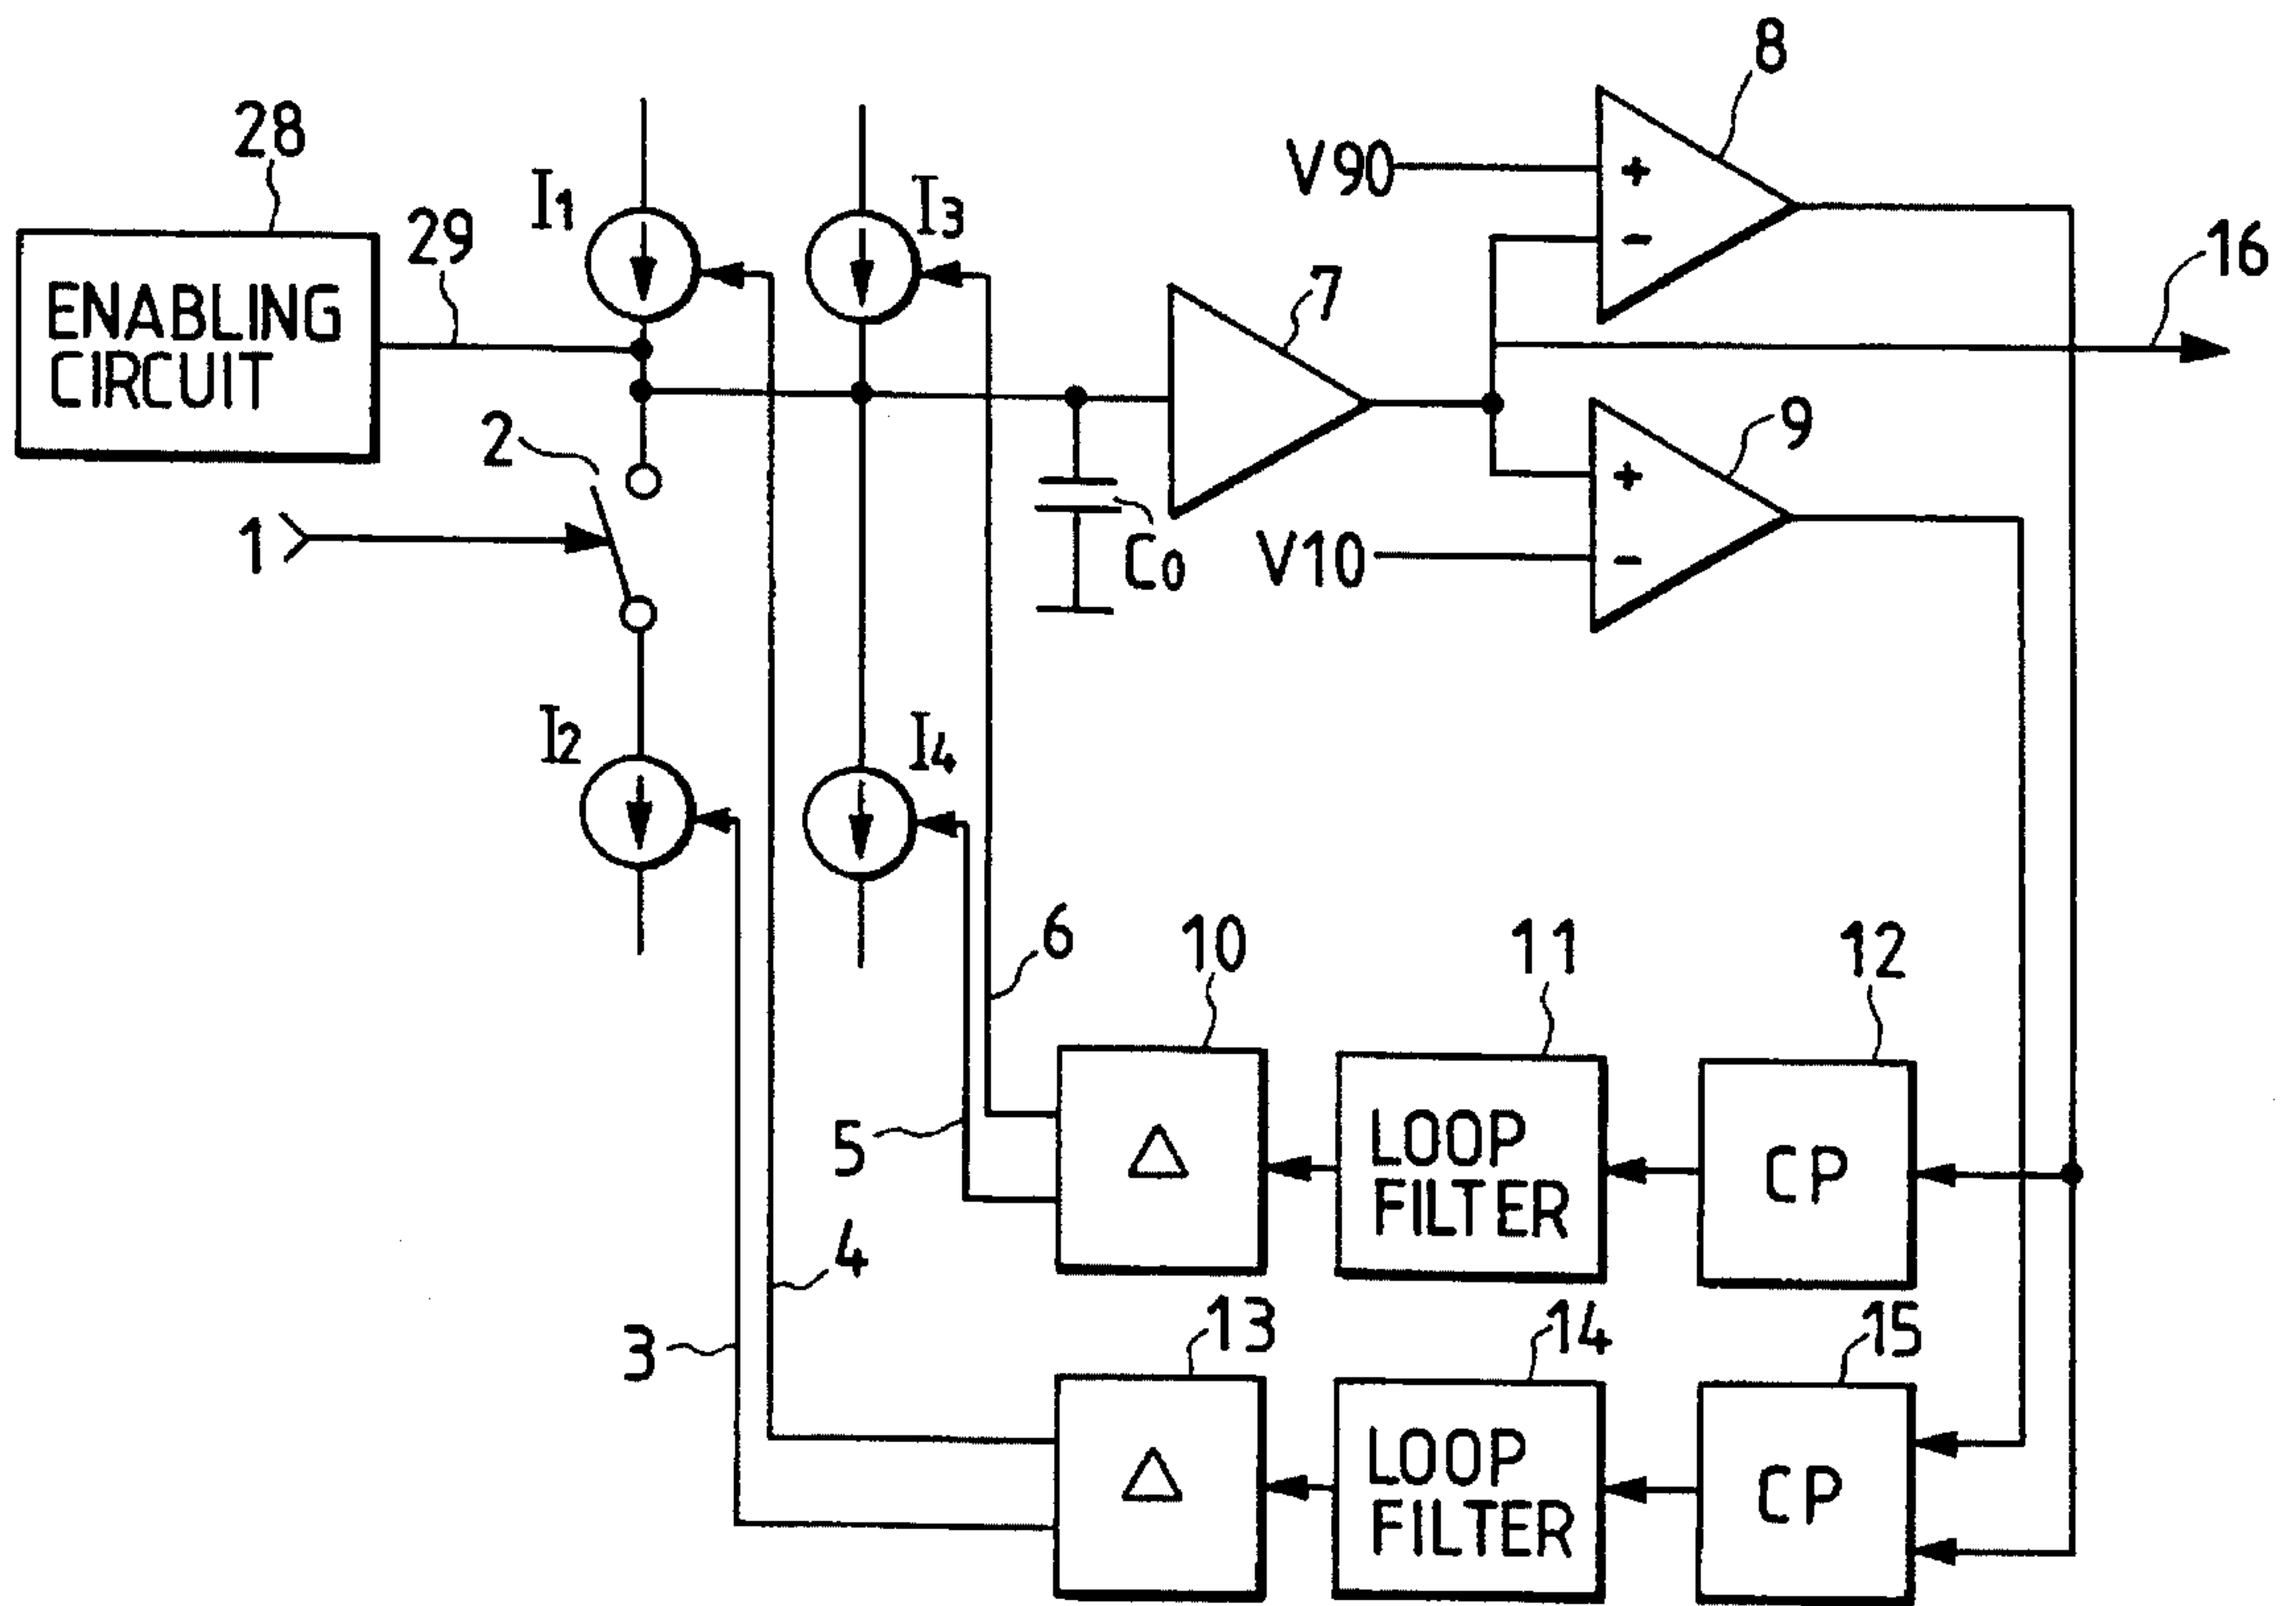 8
28
I1
I3
V90
+
-
29
16
7
ENABLING
CIRCUIT
2
9
+
1
C0
V10
-
I2
I4
6
10
11
12
5
△
LOOP
FILTER
CP
4
3
13
14
15
△
LOOP
FILTER
CP